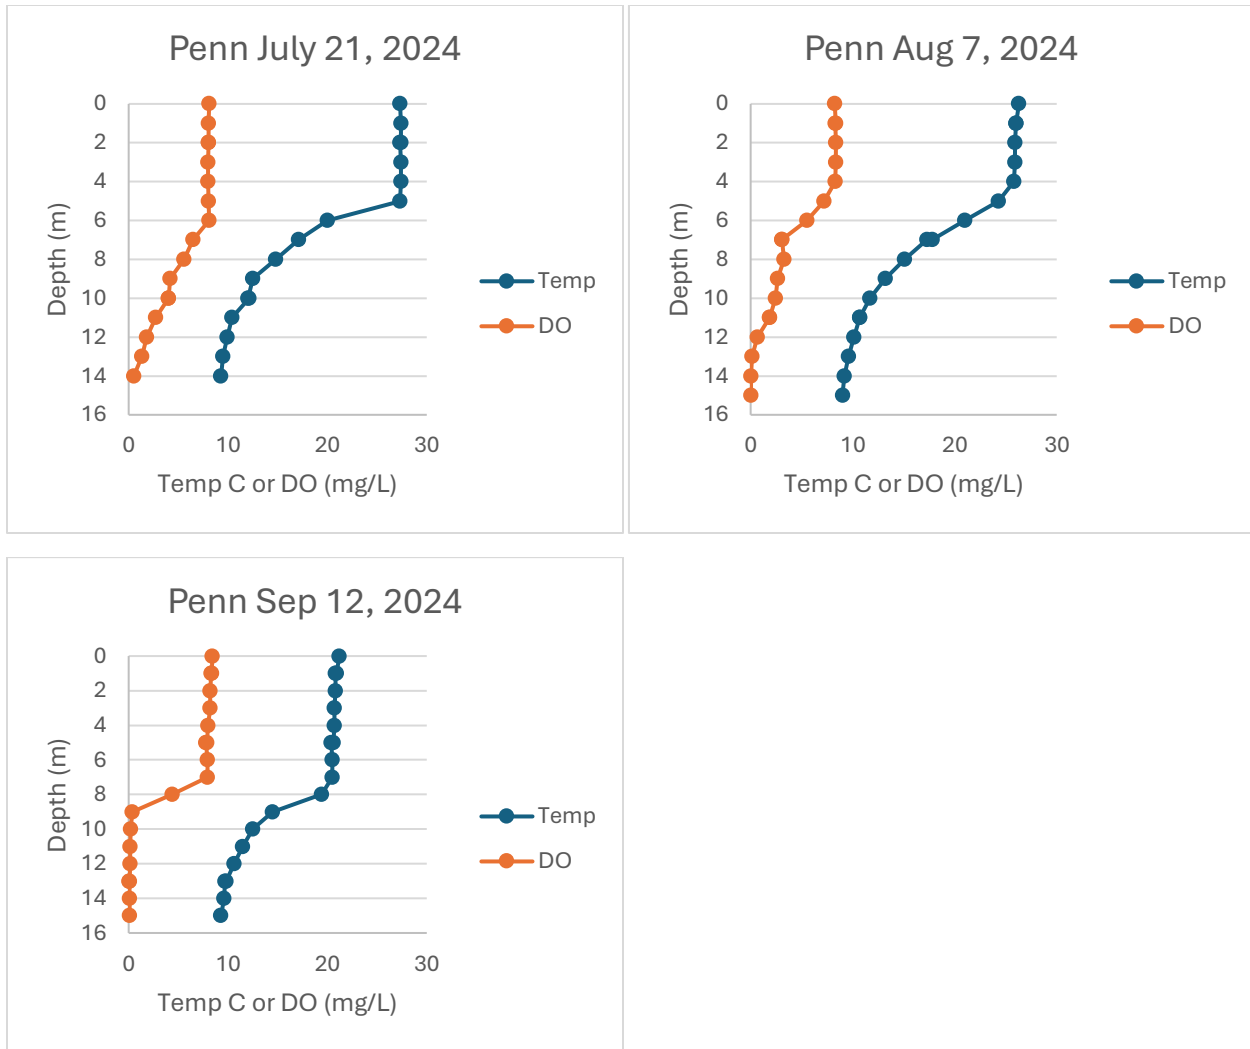 Penn July 21, 2024
0
2
4
6
8
10
12
14
16
Depth (m)
0 10 20 30
Temp C or DO (mg/L)
Temp
DO
Penn Aug 7, 2024
0
2
4
6
8
10
12
14
16
Depth (m)
0 10 20 30
Temp C or DO (mg/L)
Temp
DO
Penn Sep 12, 2024
0
2
4
6
8
10
12
14
16
Depth (m)
0 10 20 30
Temp C or DO (mg/L)
Temp
DO